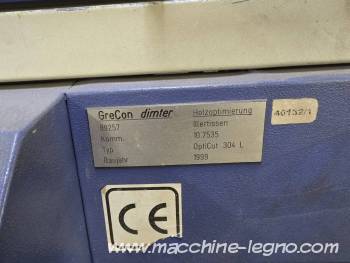 GreCon dimter Holzoptimierung
89257 Illertissen
Komm. 10.7535
Typ OptiCut 304 L
Baujahr 1999
40132/1
CE
www.macchine-legno.com